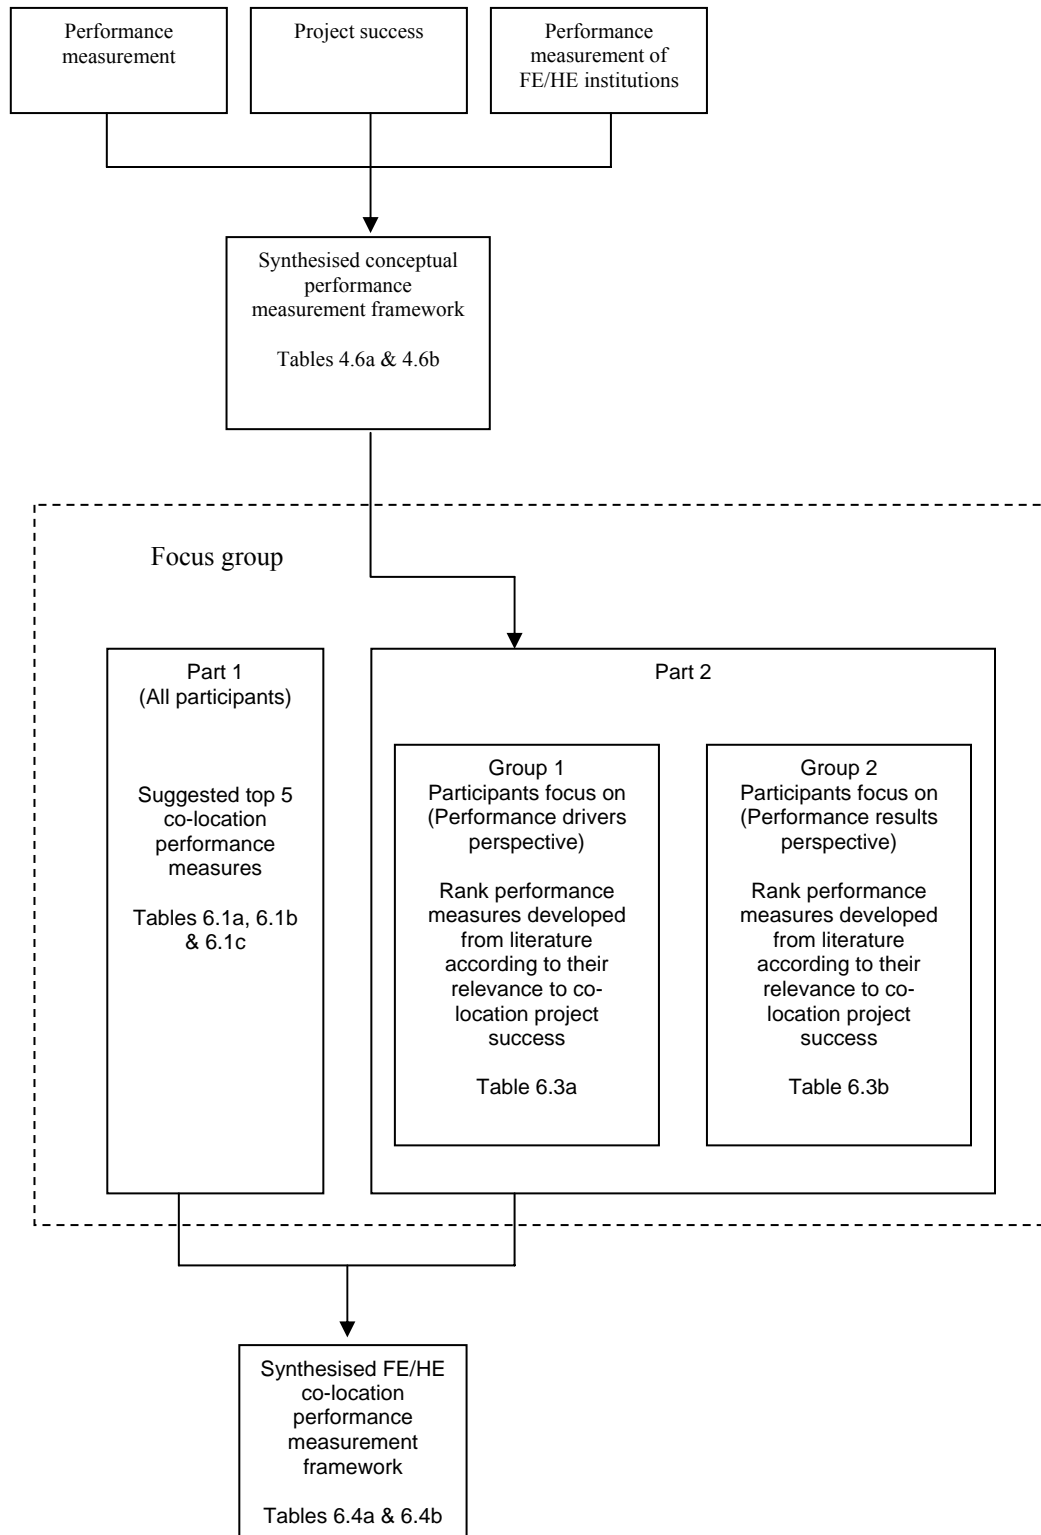 Performance
measurement
Project success
Performance
measurement of
FE/HE institutions
Synthesised conceptual
performance
measurement framework
Tables 4.6a & 4.6b
Focus group
Part 1
(All participants)
Suggested top 5
co-location
performance
measures
Tables 6.1a, 6.1b
& 6.1c
Part 2
Group 1
Participants focus on
(Performance drivers
perspective)
Rank performance
measures developed
from literature
according to their
relevance to co-
location project
success
Table 6.3a
Group 2
Participants focus on
(Performance results
perspective)
Rank performance
measures developed
from literature
according to their
relevance to co-
location project
success
Table 6.3b
Synthesised FE/HE
co-location
performance
measurement
framework
Tables 6.4a & 6.4b